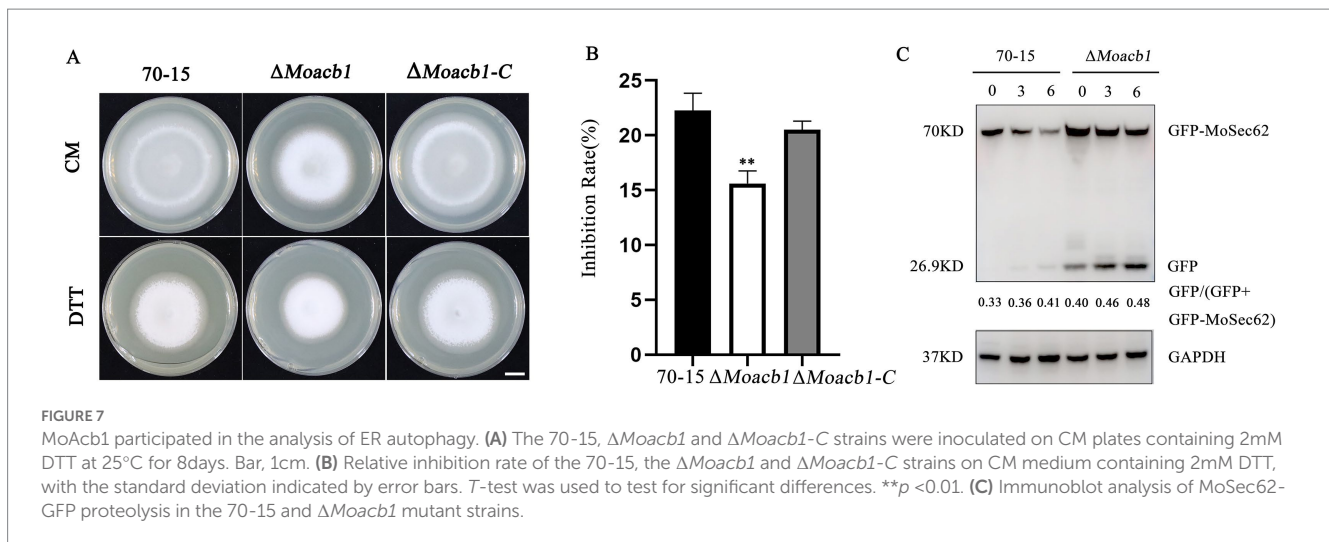 A
70-15
ΔMoacb1
ΔMoacb1-C
CM
DTT
B
Inhibition Rate(%)
25
20
15
10
5
0
**
70-15 ΔMoacb1 ΔMoacb1-C
C
70-15
ΔMoacb1
0 3 6 0 3 6
70KD
GFP-MoSec62
26.9KD
GFP
0.33 0.36 0.41 0.40 0.46 0.48
GFP/(GFP+
GFP-MoSec62)
37KD
GAPDH
FIGURE 7
MoAcb1 participated in the analysis of ER autophagy. (A) The 70-15, ΔMoacb1 and ΔMoacb1-C strains were inoculated on CM plates containing 2mM
DTT at 25°C for 8days. Bar, 1cm. (B) Relative inhibition rate of the 70-15, the ΔMoacb1 and ΔMoacb1-C strains on CM medium containing 2mM DTT,
with the standard deviation indicated by error bars. T-test was used to test for significant differences. **p <0.01. (C) Immunoblot analysis of MoSec62-
GFP proteolysis in the 70-15 and ΔMoacb1 mutant strains.